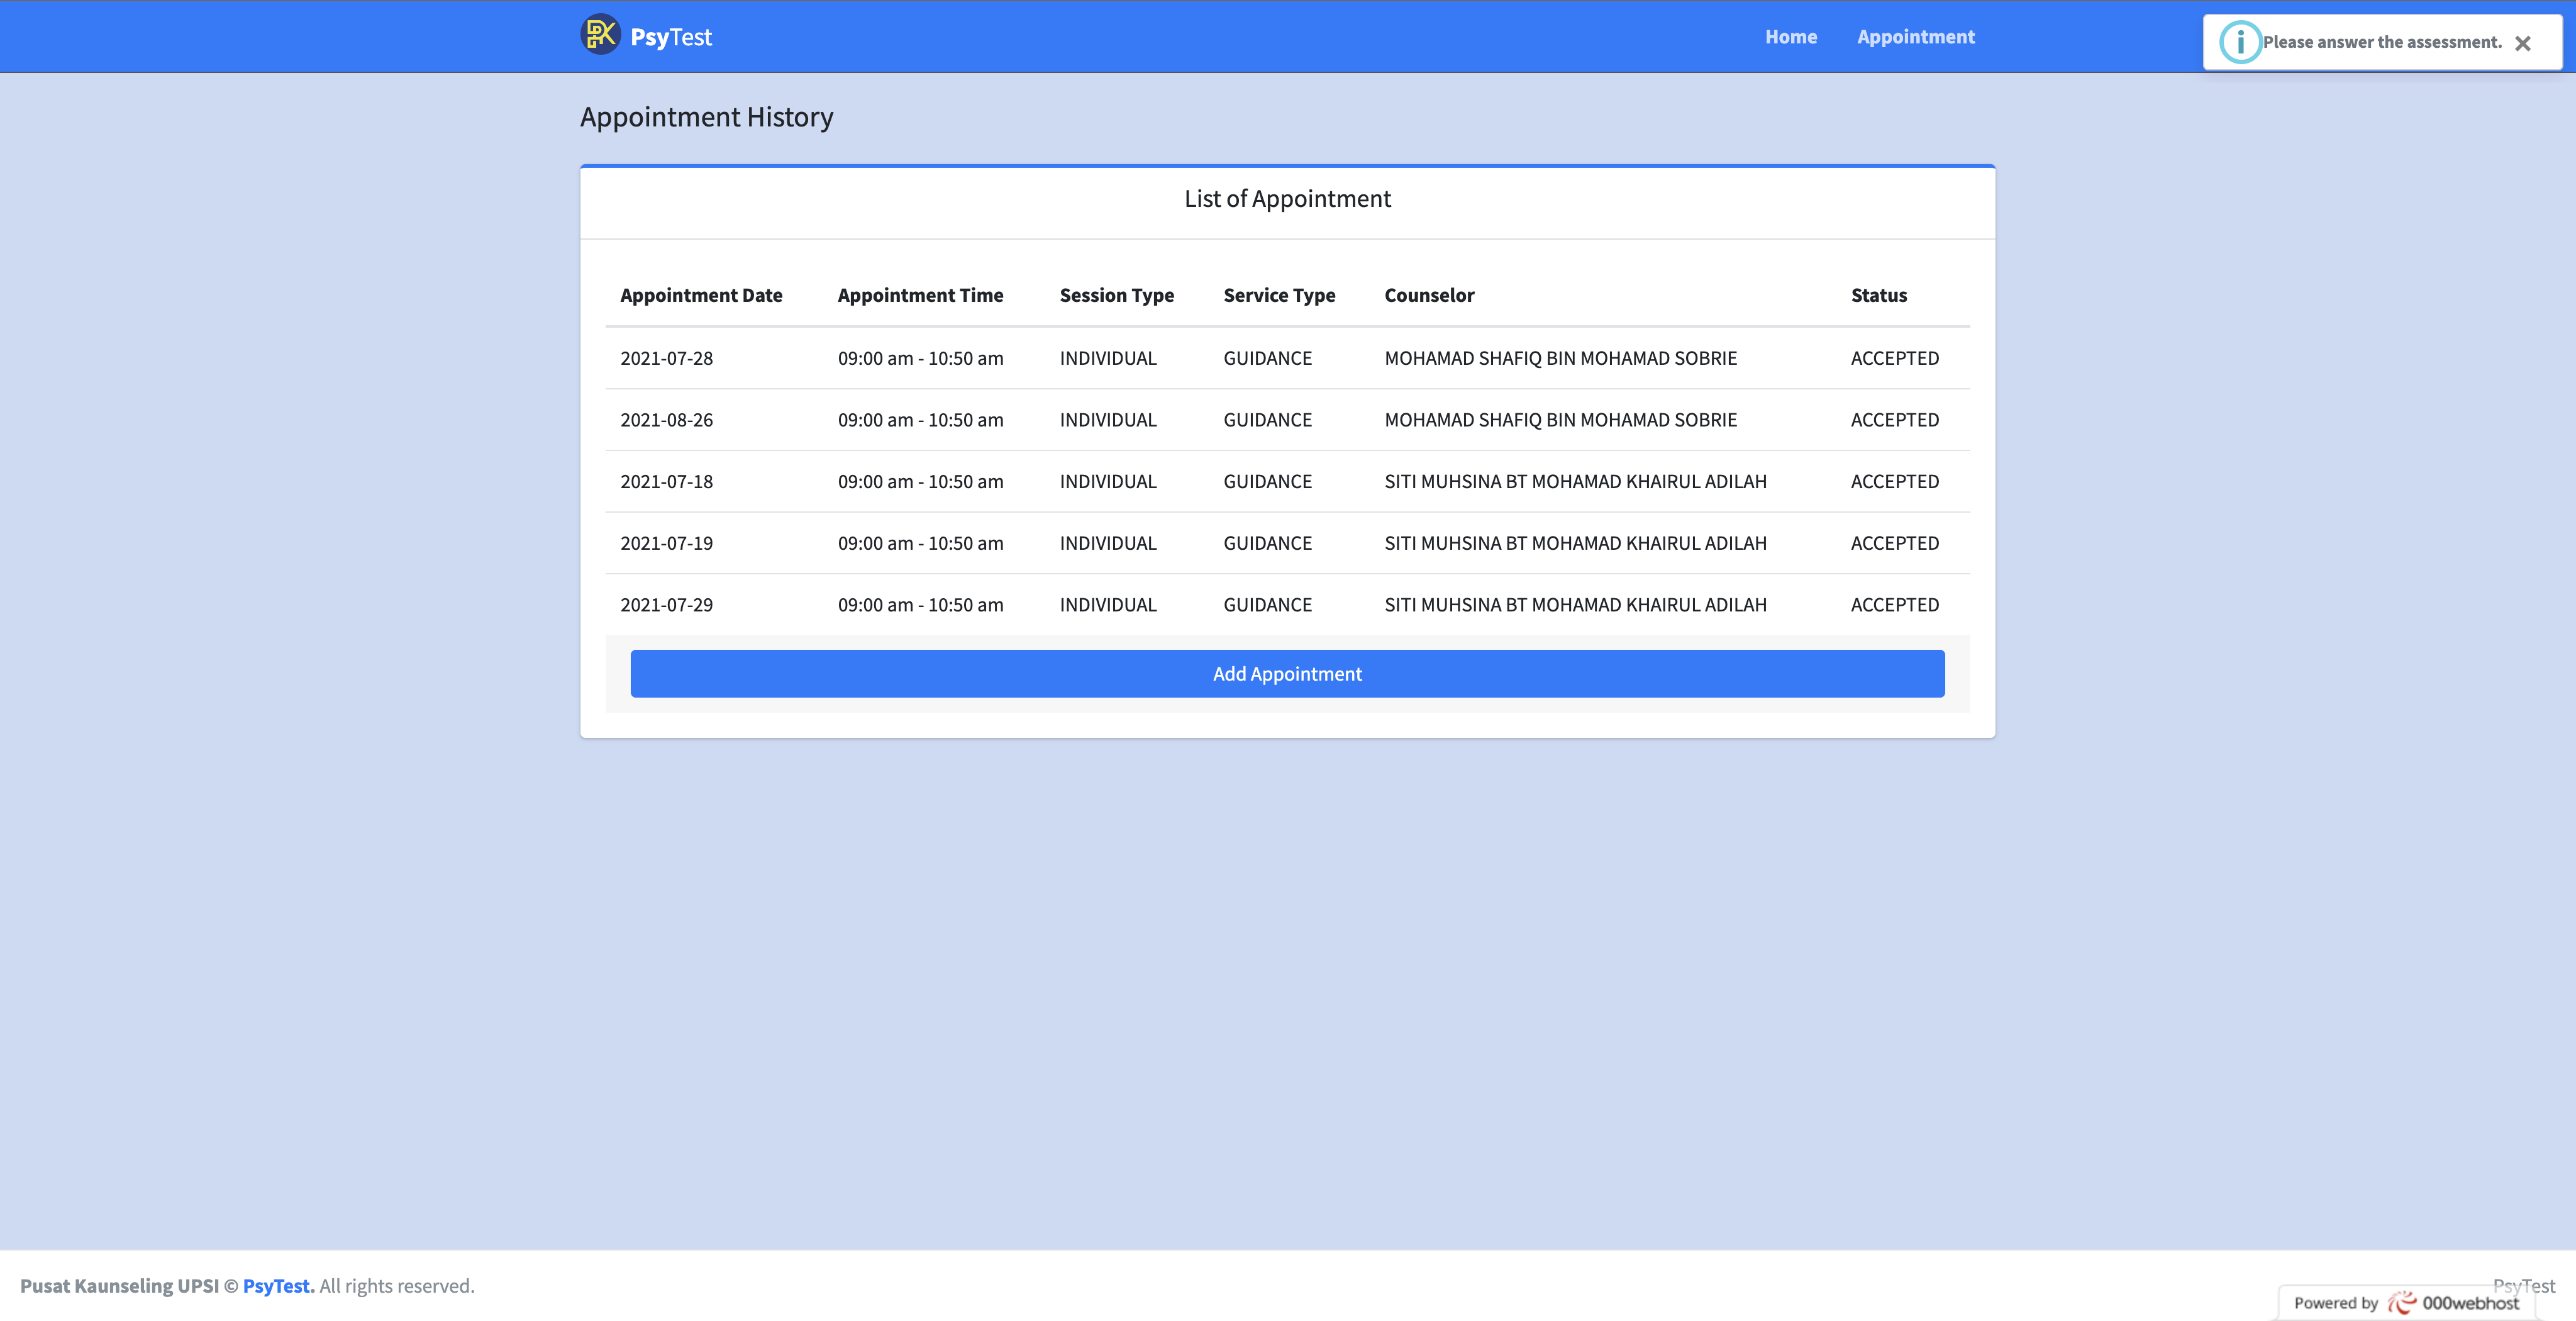 PsyTest
Home Appointment
Please answer the assessment.
Appointment History
List of Appointment
Appointment Date Appointment Time Session Type Service Type Counselor Status
2021-07-28 09:00 am - 10:50 am INDIVIDUAL GUIDANCE MOHAMAD SHAFIQ BIN MOHAMAD SOBRIE ACCEPTED
2021-08-26 09:00 am - 10:50 am INDIVIDUAL GUIDANCE MOHAMAD SHAFIQ BIN MOHAMAD SOBRIE ACCEPTED
2021-07-18 09:00 am - 10:50 am INDIVIDUAL GUIDANCE SITI MUHSINA BT MOHAMAD KHAIRUL ADILAH ACCEPTED
2021-07-19 09:00 am - 10:50 am INDIVIDUAL GUIDANCE SITI MUHSINA BT MOHAMAD KHAIRUL ADILAH ACCEPTED
2021-07-29 09:00 am - 10:50 am INDIVIDUAL GUIDANCE SITI MUHSINA BT MOHAMAD KHAIRUL ADILAH ACCEPTED
Add Appointment
Pusat Kaunseling UPSI © PsyTest. All rights reserved.
PsyTest
Powered by 000webhost